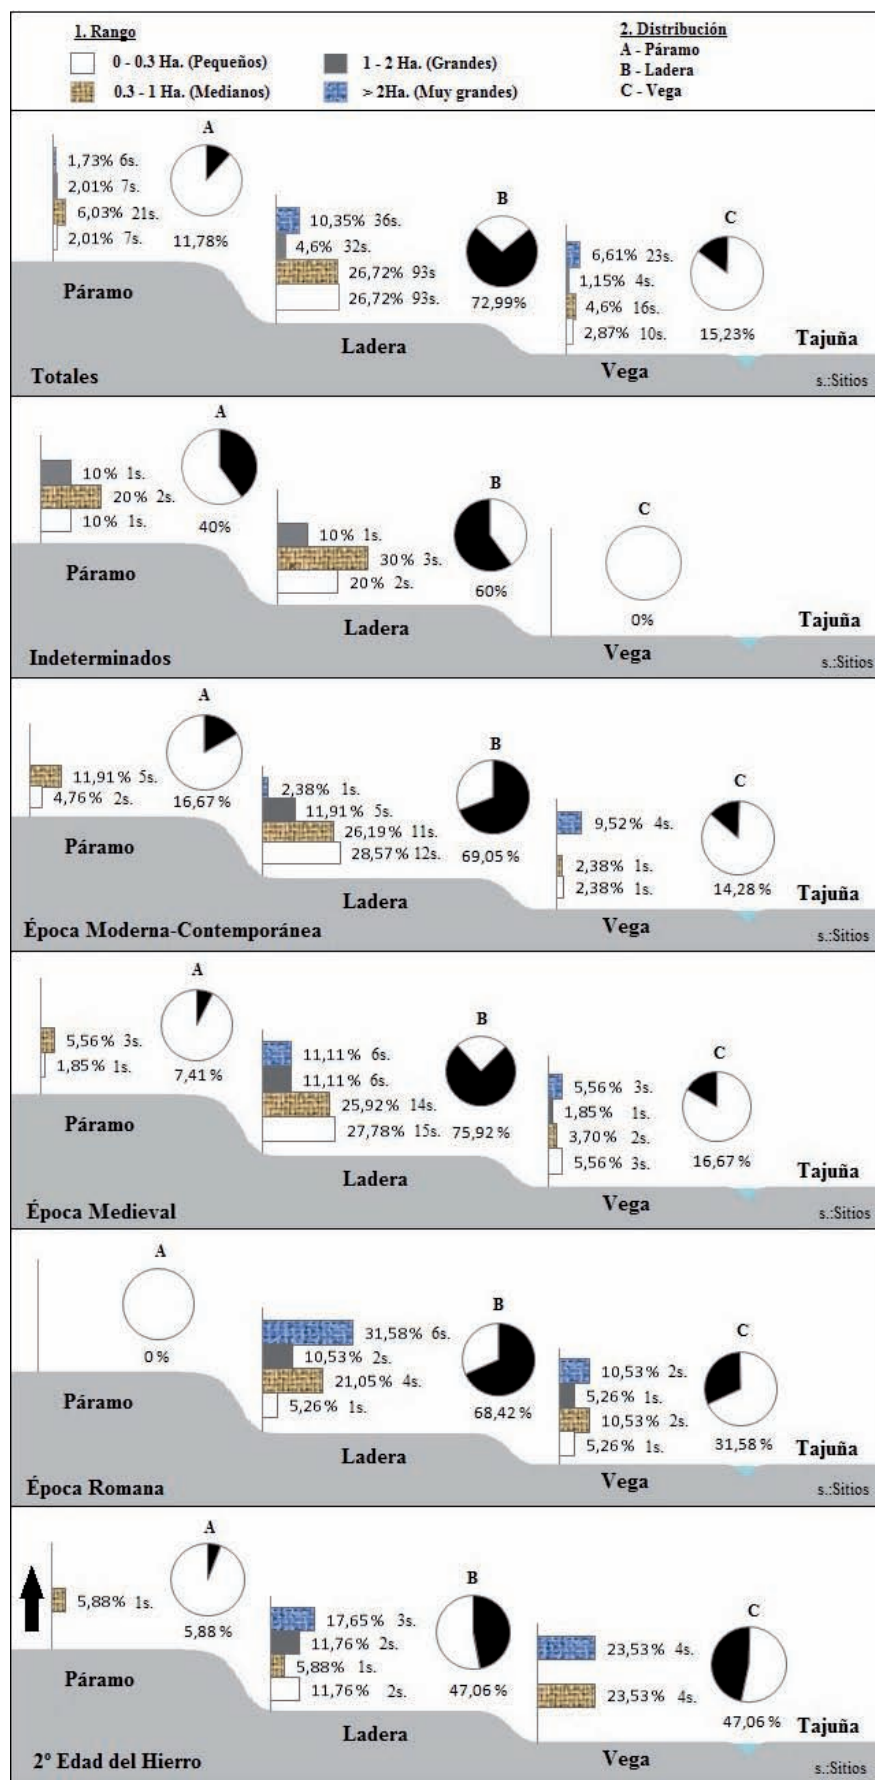 1. Rango
0 - 0.3 Ha. (Pequeños)
1 - 2 Ha. (Grandes)
0.3 - 1 Ha. (Medianos)
> 2Ha. (Muy grandes)
2. Distribución
A - Páramo
B - Ladera
C - Vega
A
1,73% 6s.
2,01% 7s.
6,03% 21s.
2,01% 7s.
11,78%
Páramo
B
10,35% 36s.
4,6% 32s.
26,72% 93s
26,72% 93s.
72,99%
Ladera
C
6,61% 23s.
1,15% 4s.
4,6% 16s.
2,87% 10s.
15,23%
Vega
Tajuña
Totales
s.:Sitios
A
10% 1s.
20% 2s.
10% 1s.
40%
Páramo
B
10% 1s.
30% 3s.
20% 2s.
60%
Ladera
C
0%
Vega
Tajuña
Indeterminados
s.:Sitios
A
11,91% 5s.
4,76% 2s.
16,67%
Páramo
B
2,38% 1s.
11,91% 5s.
26,19% 11s.
28,57% 12s.
69,05%
Ladera
C
9,52% 4s.
2,38% 1s.
2,38% 1s.
14,28%
Vega
Tajuña
Época Moderna-Contemporánea
s.:Sitios
A
5,56% 3s.
1,85% 1s.
7,41%
Páramo
B
11,11% 6s.
11,11% 6s.
25,92% 14s.
27,78% 15s.
75,92%
Ladera
C
5,56% 3s.
1,85% 1s.
3,70% 2s.
5,56% 3s.
16,67%
Vega
Tajuña
Época Medieval
s.:Sitios
A
0%
Páramo
B
31,58% 6s.
10,53% 2s.
21,05% 4s.
5,26% 1s.
68,42%
Ladera
C
10,53% 2s.
5,26% 1s.
10,53% 2s.
5,26% 1s.
31,58%
Vega
Tajuña
Época Romana
s.:Sitios
A
5,88% 1s.
5,88%
Páramo
B
17,65% 3s.
11,76% 2s.
5,88% 1s.
11,76% 2s.
47,06%
Ladera
C
23,53% 4s.
23,53% 4s.
47,06%
Vega
Tajuña
2º Edad del Hierro
s.:Sitios